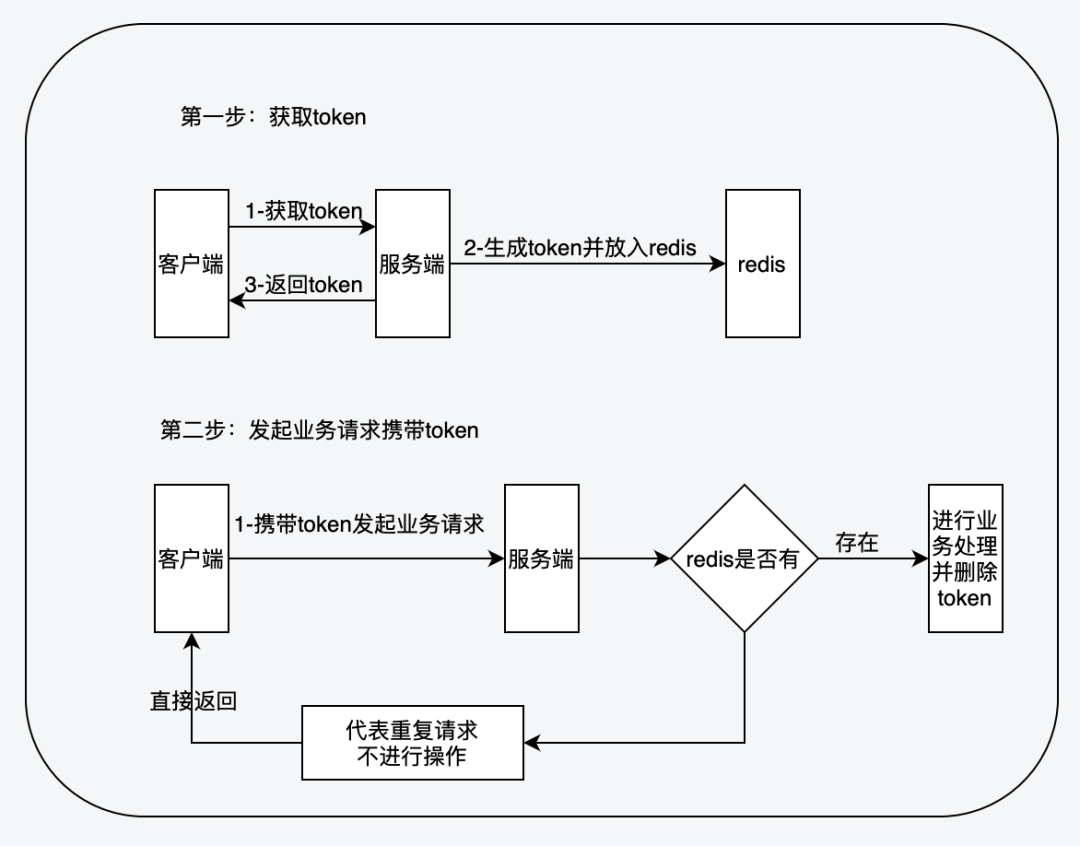 第一步：获取token
1-获取token
客户端
服务端
2-生成token并放入redis
redis
3-返回token
第二步：发起业务请求携带token
客户端
1-携带token发起业务请求
服务端
redis是否有
存在
进行业
务处理
并删除
token
直接返回
代表重复请求
不进行操作